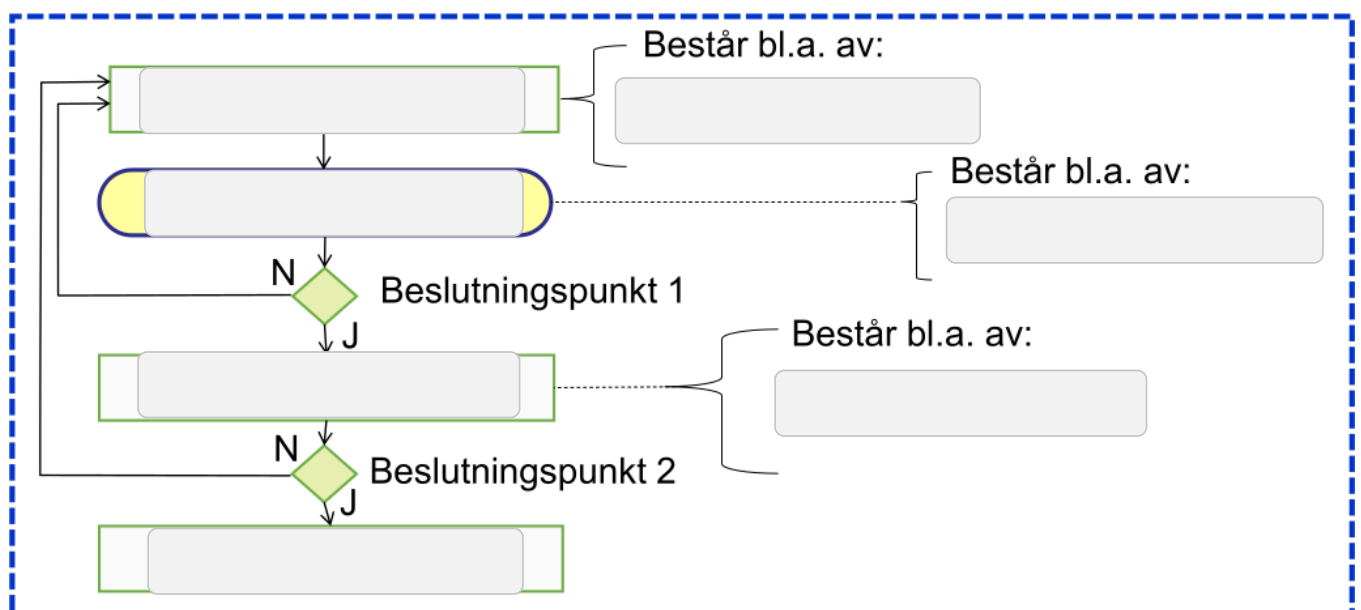 Består bl.a. av:
Består bl.a. av:
N
Beslutningspunkt 1
J
Består bl.a. av:
N
Beslutningspunkt 2
J